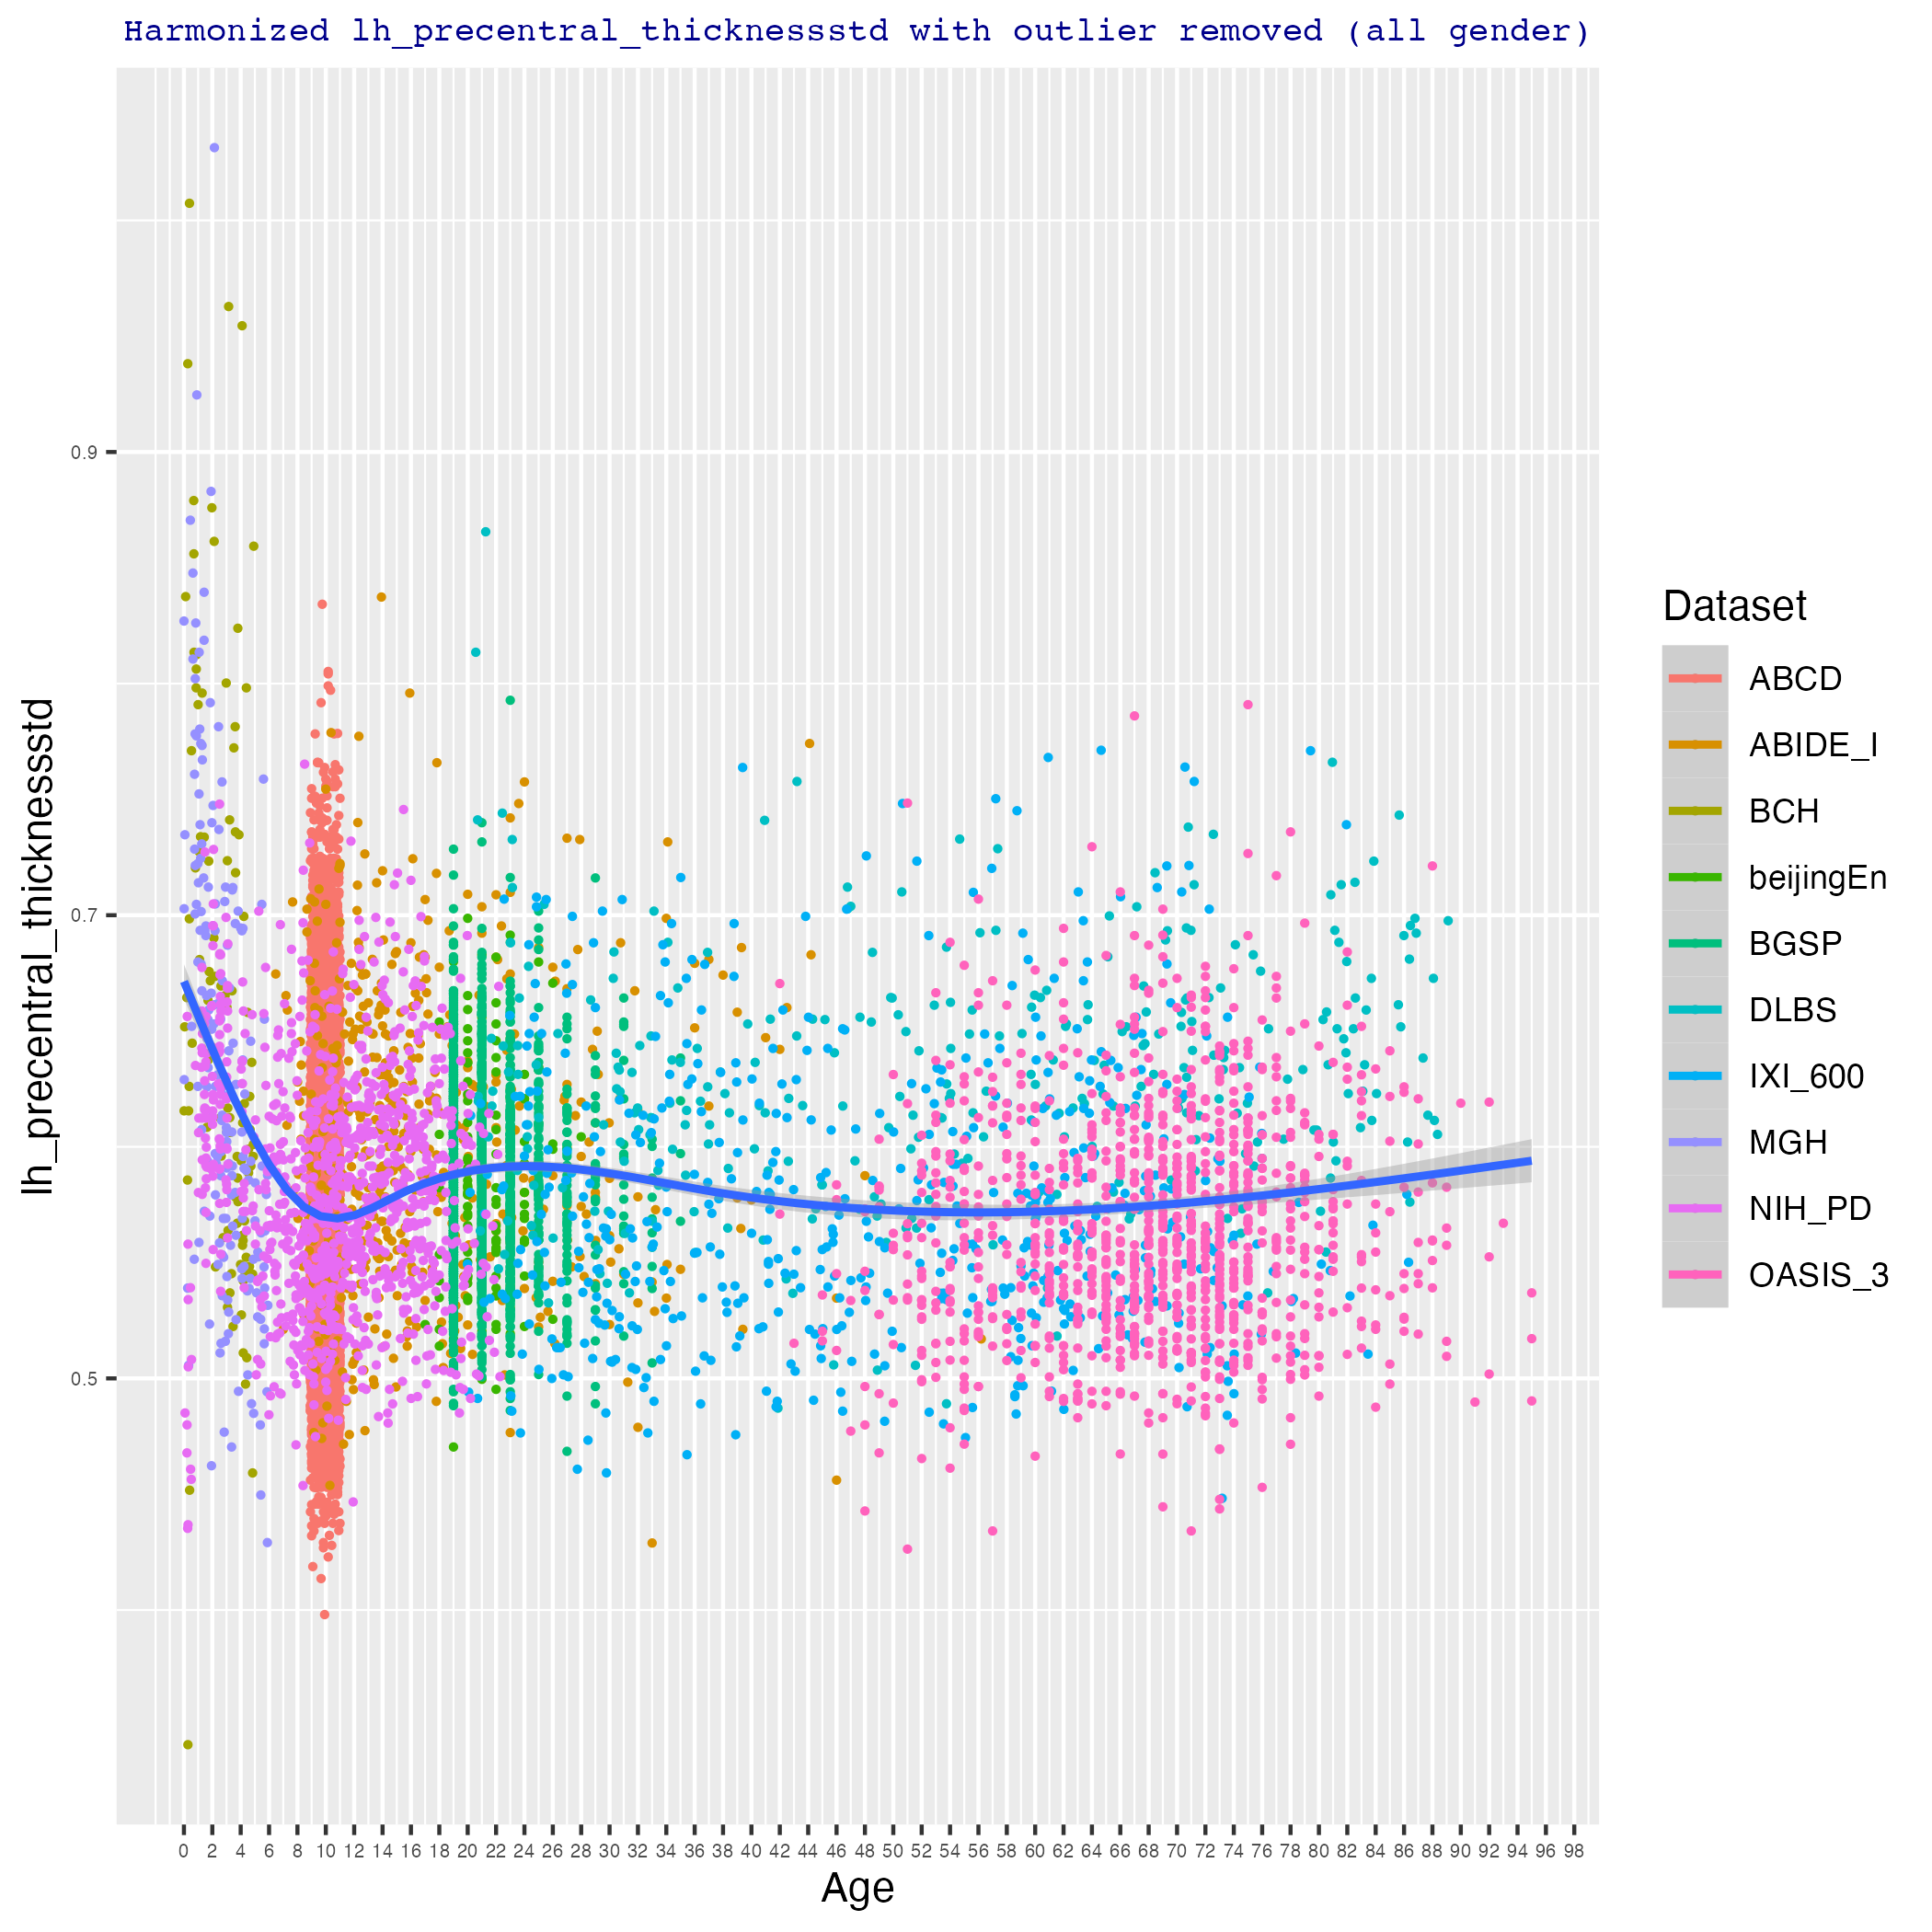 Harmonized lh_precentral_thicknessstd with outlier removed (all gender)
lh_precentral_thicknessstd
0.9
0.7
0.5
0 2 4 6 8 10 12 14 16 18 20 22 24 26 28 30 32 34 36 38 40 42 44 46 48 50 52 54 56 58 60 62 64 66 68 70 72 74 76 78 80 82 84 86 88 90 92 94 96 98
Age
Dataset
ABCD
ABIDE_I
BCH
beijingEn
BGSP
DLBS
IXI_600
MGH
NIH_PD
OASIS_3